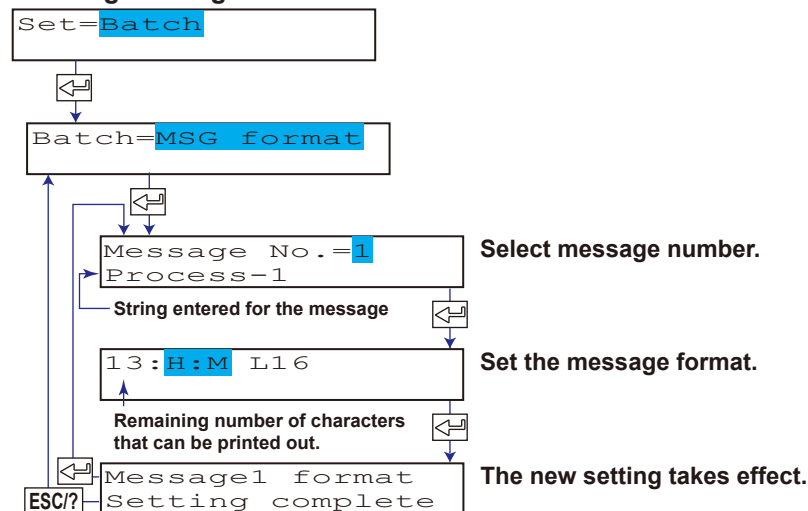 Set=Batch
Batch=MSG format
Message No.=1
Process-1
Select message number.
String entered for the message
13:H:M L16
Set the message format.
Remaining number of characters
that can be printed out.
Message1 format
Setting complete
The new setting takes effect.
ESC/?